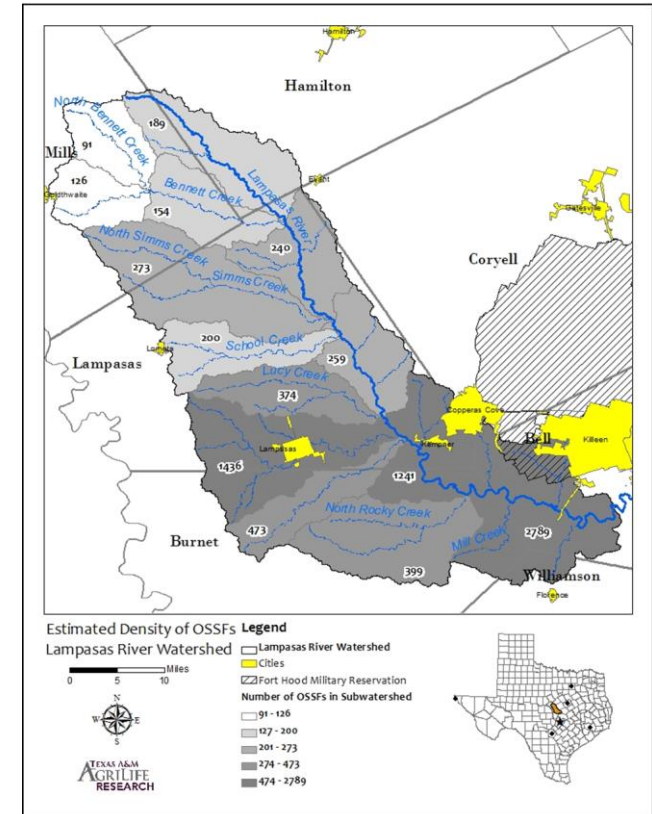 Hamilton
Hamilton
North Bennett Creek
189
91
Mills
126
Goldthwaite
Bennett Creek
154
Lampasas River
Evant
Gatesville
North Simms Creek
240
273
Simms Creek
Coryell
200
School Creek
Lometa
259
Lampasas
Lucy Creek
374
Copperas Cove
Kempner
Bell
Killeen
Lampasas
1436
1241
North Rocky Creek
473
Burnet
Mill Creek
2789
399
Williamson
Florence
Estimated Density of OSSFs
Lampasas River Watershed
0 5 10 Miles
N
W E
S
TEXAS A&M
AGRILIFE
RESEARCH
Legend
Lampasas River Watershed
Cities
Fort Hood Military Reservation
Number of OSSFs in Subwatershed
91 - 126
127 - 200
201 - 273
274 - 473
474 - 2789